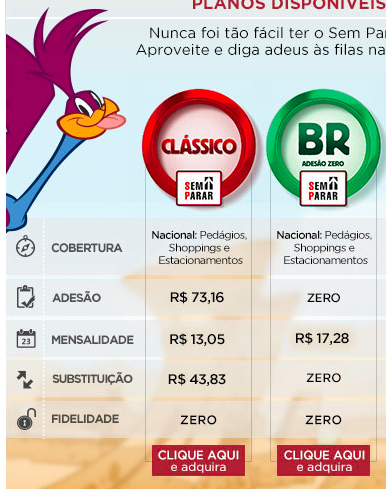 PLANOS DISPONÍVEIS
Nunca foi tão fácil ter o Sem Par
Aproveite e diga adeus às filas na
CLÁSSICO
SEM
PARAR
BR
ADESÃO ZERO
SEM
PARAR
COBERTURA
Nacional: Pedágios,
Shoppings e
Estacionamentos
Nacional: Pedágios,
Shoppings e
Estacionamentos
ADESÃO
R$ 73,16
ZERO
23
MENSALIDADE
R$ 13,05
R$ 17,28
SUBSTITUIÇÃO
R$ 43,83
ZERO
FIDELIDADE
ZERO
ZERO
CLIQUE AQUI
e adquira
CLIQUE AQUI
e adquira